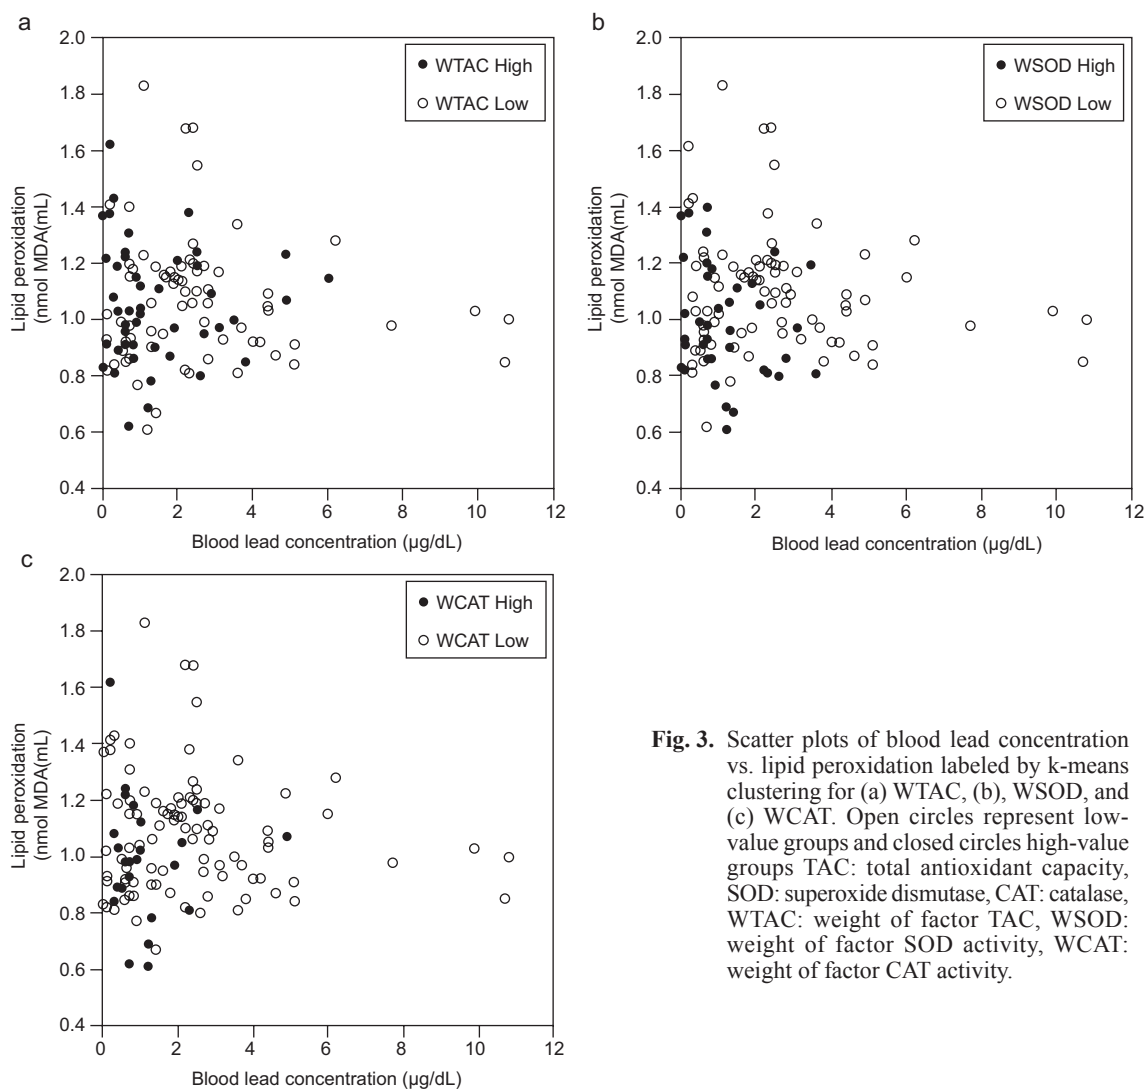 a
2.0
1.8
1.6
1.4
1.2
1.0
0.8
0.6
0.4
Lipid peroxidation
(nmol MDA(mL)
WTAC High
WTAC Low
0 2 4 6 8 10 12
Blood lead concentration (µg/dL)
b
2.0
1.8
1.6
1.4
1.2
1.0
0.8
0.6
0.4
Lipid peroxidation
(nmol MDA(mL)
WSOD High
WSOD Low
0 2 4 6 8 10 12
Blood lead concentration (µg/dL)
c
2.0
1.8
1.6
1.4
1.2
1.0
0.8
0.6
0.4
Lipid peroxidation
(nmol MDA(mL)
WCAT High
WCAT Low
0 2 4 6 8 10 12
Blood lead concentration (µg/dL)
Fig. 3. Scatter plots of blood lead concentration
vs. lipid peroxidation labeled by k-means
clustering for (a) WTAC, (b), WSOD, and
(c) WCAT. Open circles represent low-
value groups and closed circles high-value
groups TAC: total antioxidant capacity,
SOD: superoxide dismutase, CAT: catalase,
WTAC: weight of factor TAC, WSOD:
weight of factor SOD activity, WCAT:
weight of factor CAT activity.